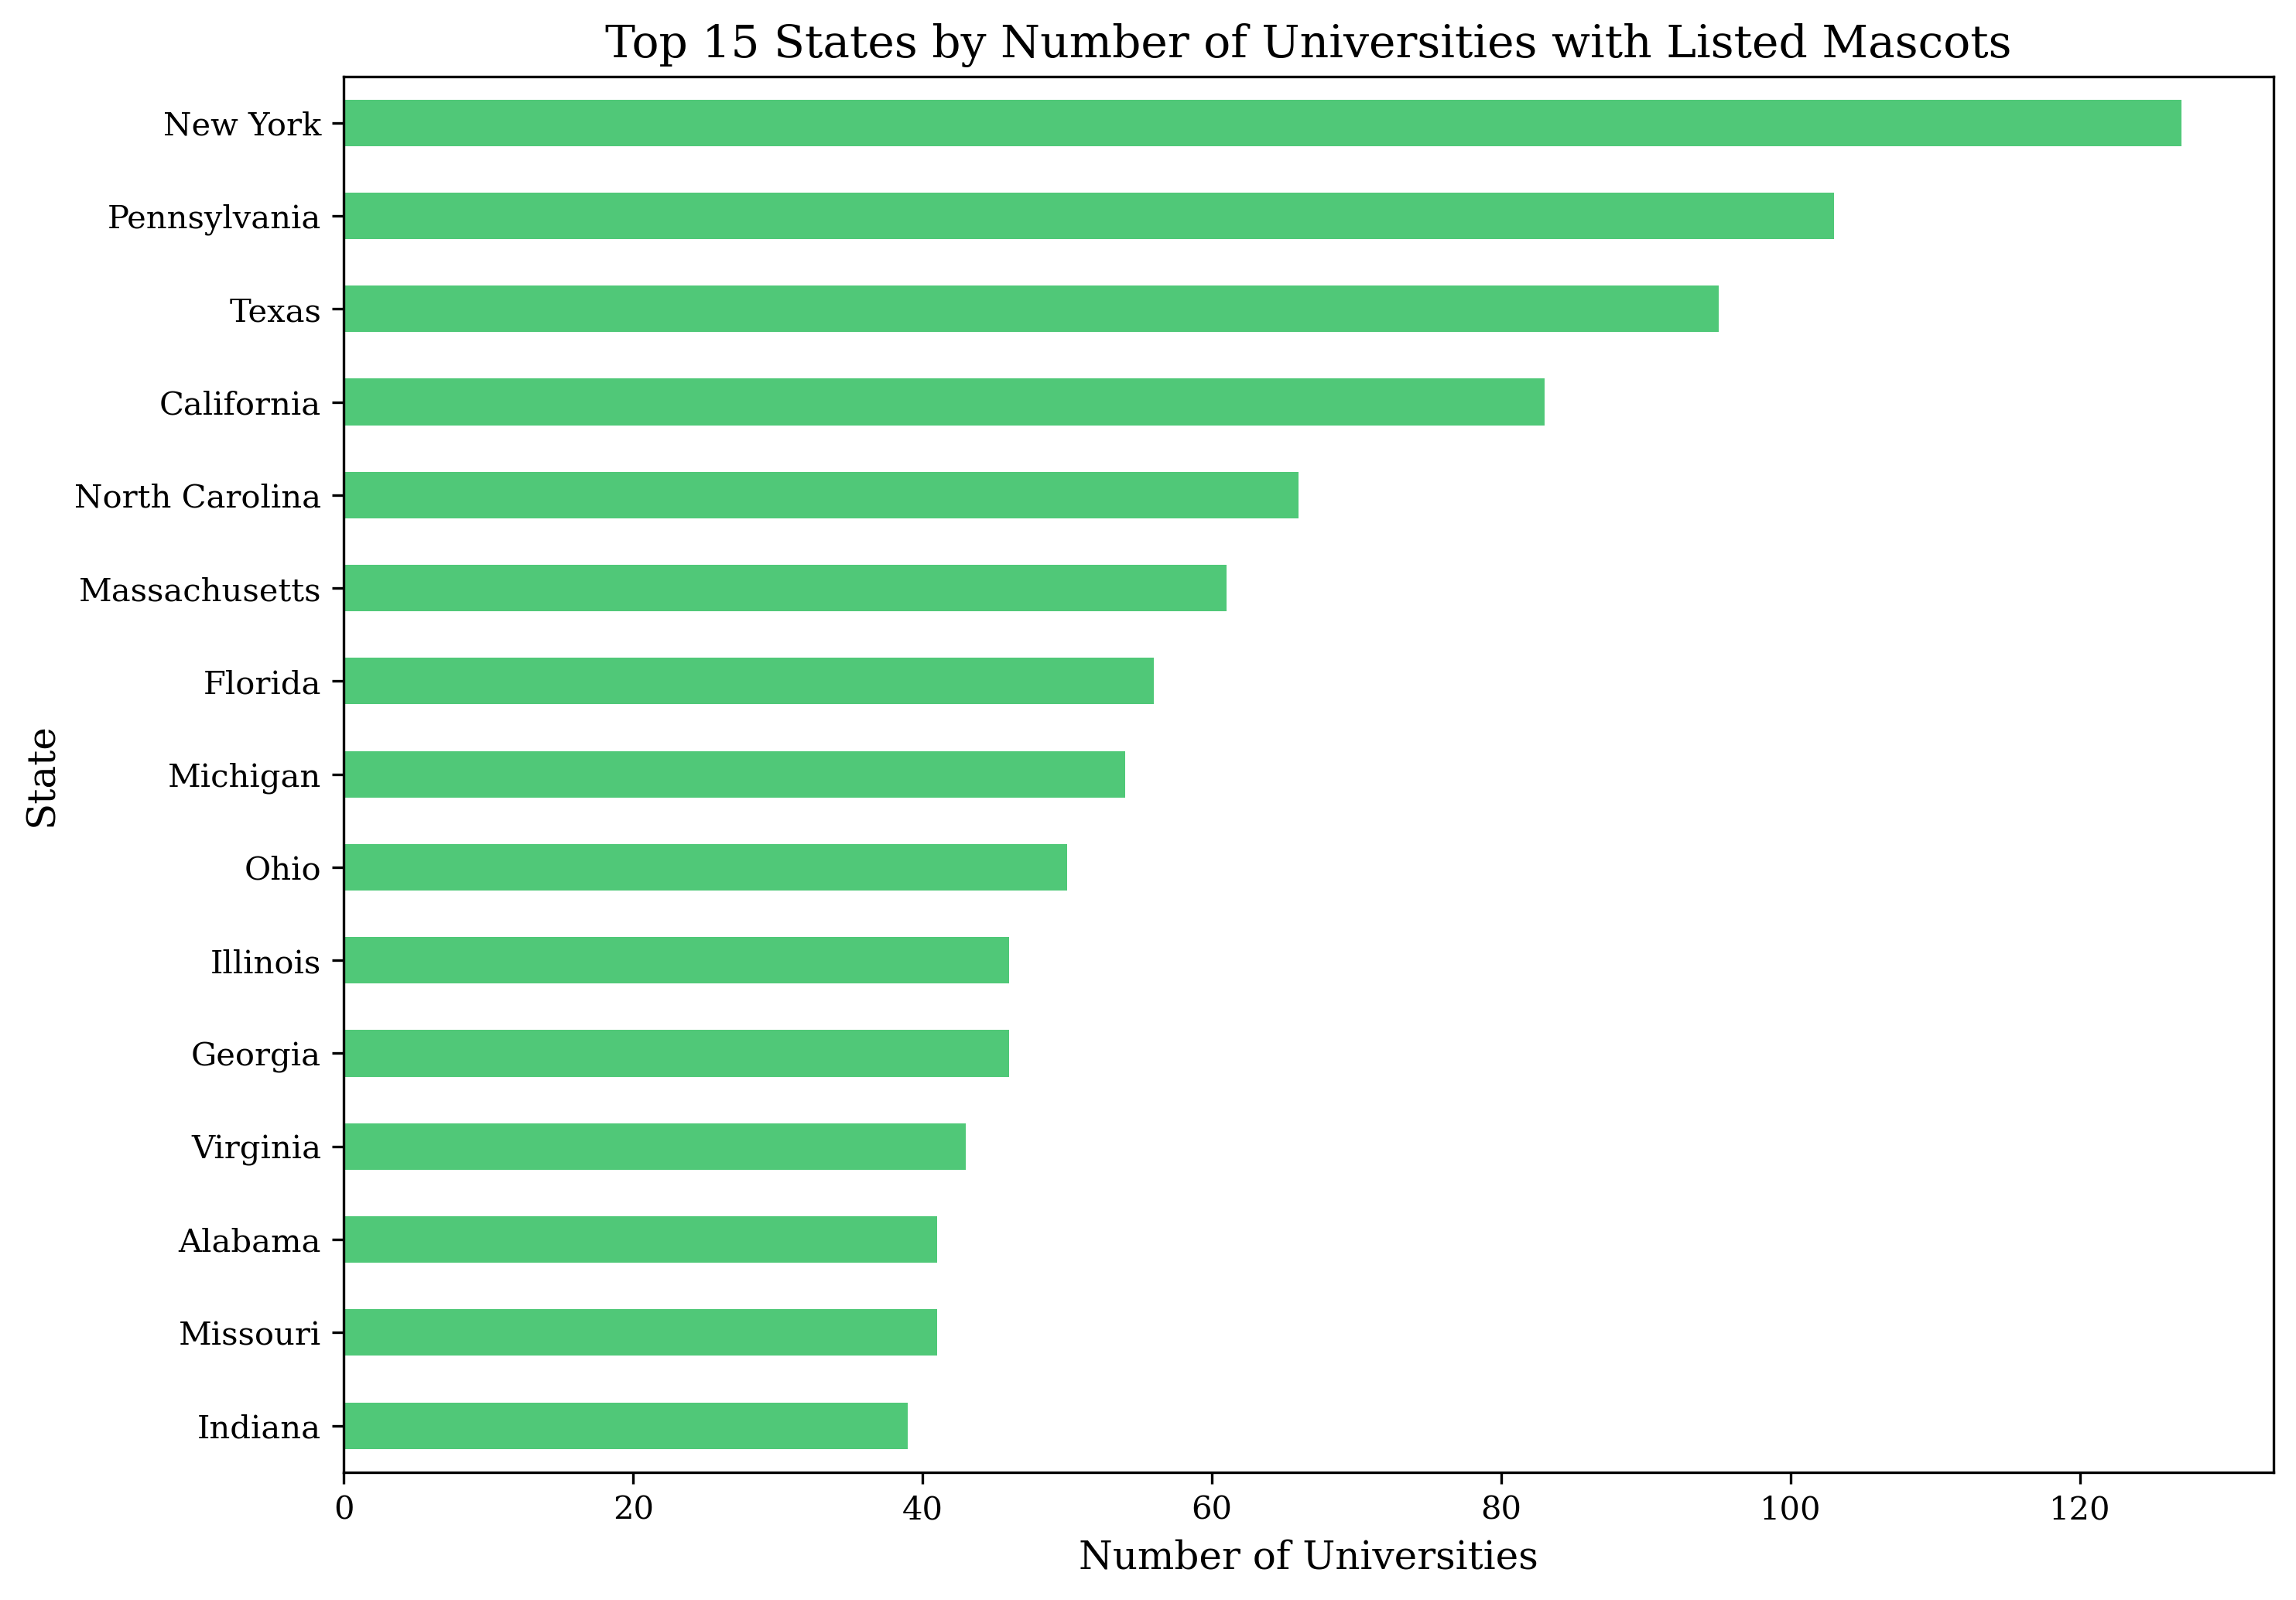 Top 15 States by Number of Universities with Listed Mascots
New York
Pennsylvania
Texas
California
North Carolina
Massachusetts
Florida
Michigan
Ohio
Illinois
Georgia
Virginia
Alabama
Missouri
Indiana
State
0 20 40 60 80 100 120
Number of Universities